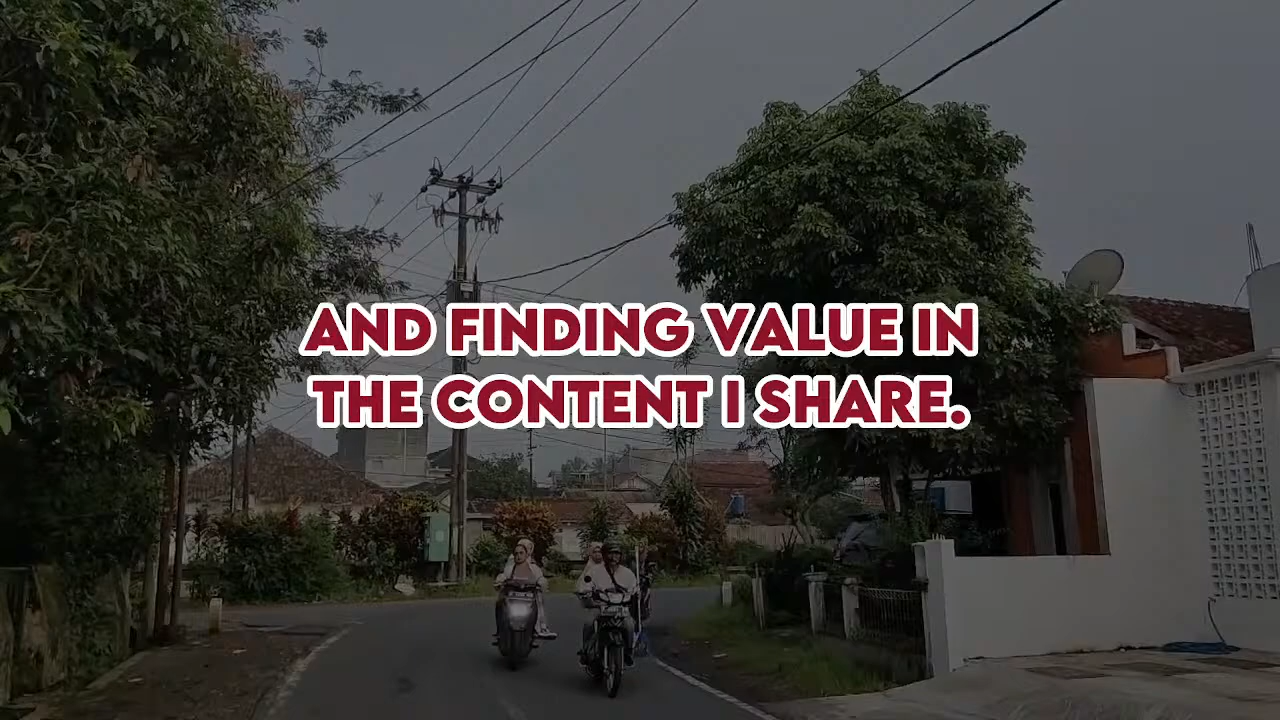 AND FINDING VALUE IN
THE CONTENT I SHARE.